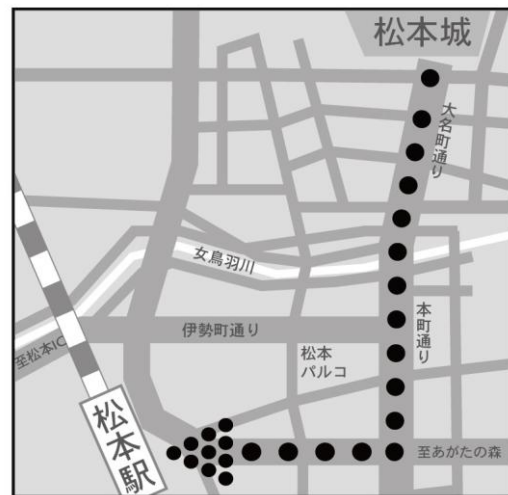 松本城
大名町通り
女鳥羽川
伊勢町通り
本町通り
至松本IC
松本
パルコ
松本駅
至あがたの森